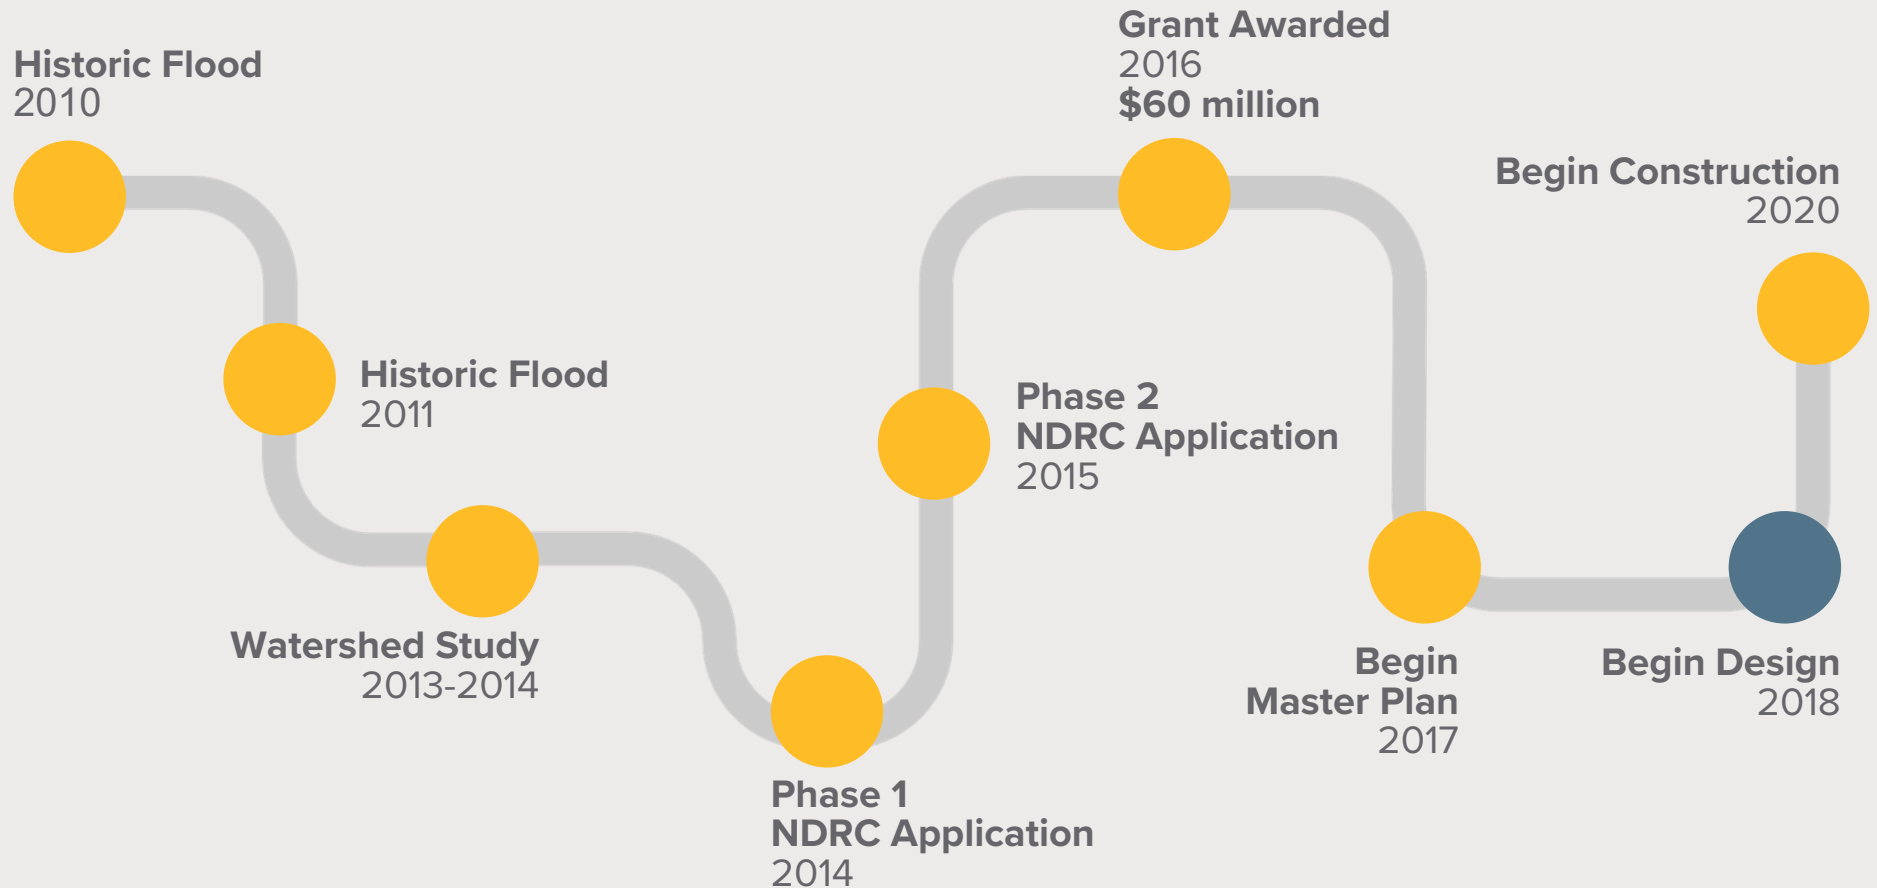 Historic Flood
2010
Historic Flood
2011
Watershed Study
2013-2014
Phase 1
NDRC Application
2014
Phase 2
NDRC Application
2015
Grant Awarded
2016
$60 million
Begin
Master Plan
2017
Begin Design
2018
Begin Construction
2020